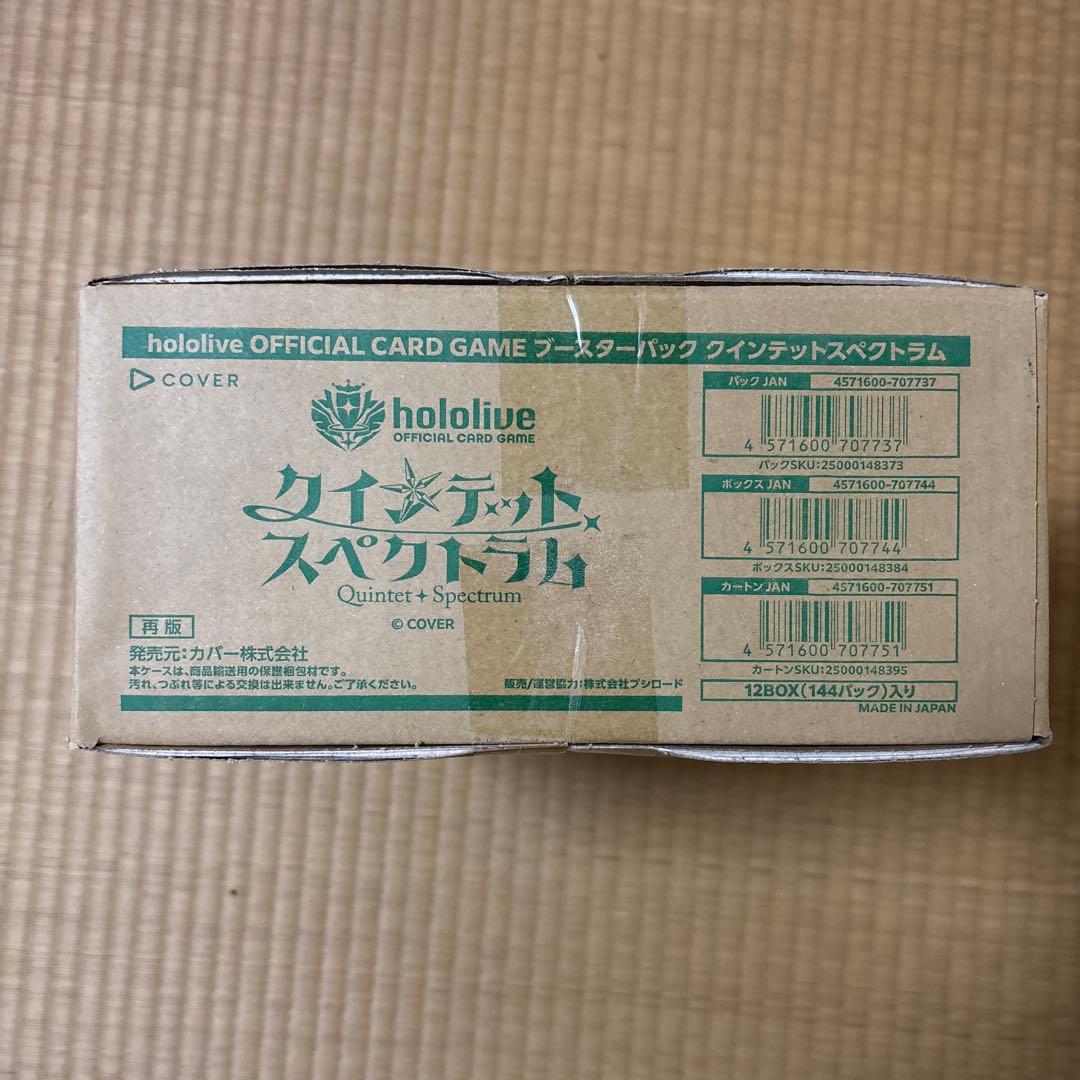 hololive OFFICIAL CARD GAME ブースターパック クインテットスペクトラム
COVER
hololive
OFFICIAL CARD GAME
クインテット
スペクトラム
Quintet Spectrum
© COVER
再版
発売元:カバー株式会社
本ケースは、商品輸送用の保護梱包材です。
汚れ、つぶれ等による交換は出来ません。ご了承ください。
販売/運営協力:株式会社ブシロード
パック JAN 4571600-707737
4 571600 707737
パックSKU:25000148373
ボックス JAN 4571600-707744
4 571600 707744
ボックスSKU:25000148384
カートン JAN 4571600-707751
4 571600 707751
カートンSKU:25000148395
12BOX(144パック)入り
MADE IN JAPAN